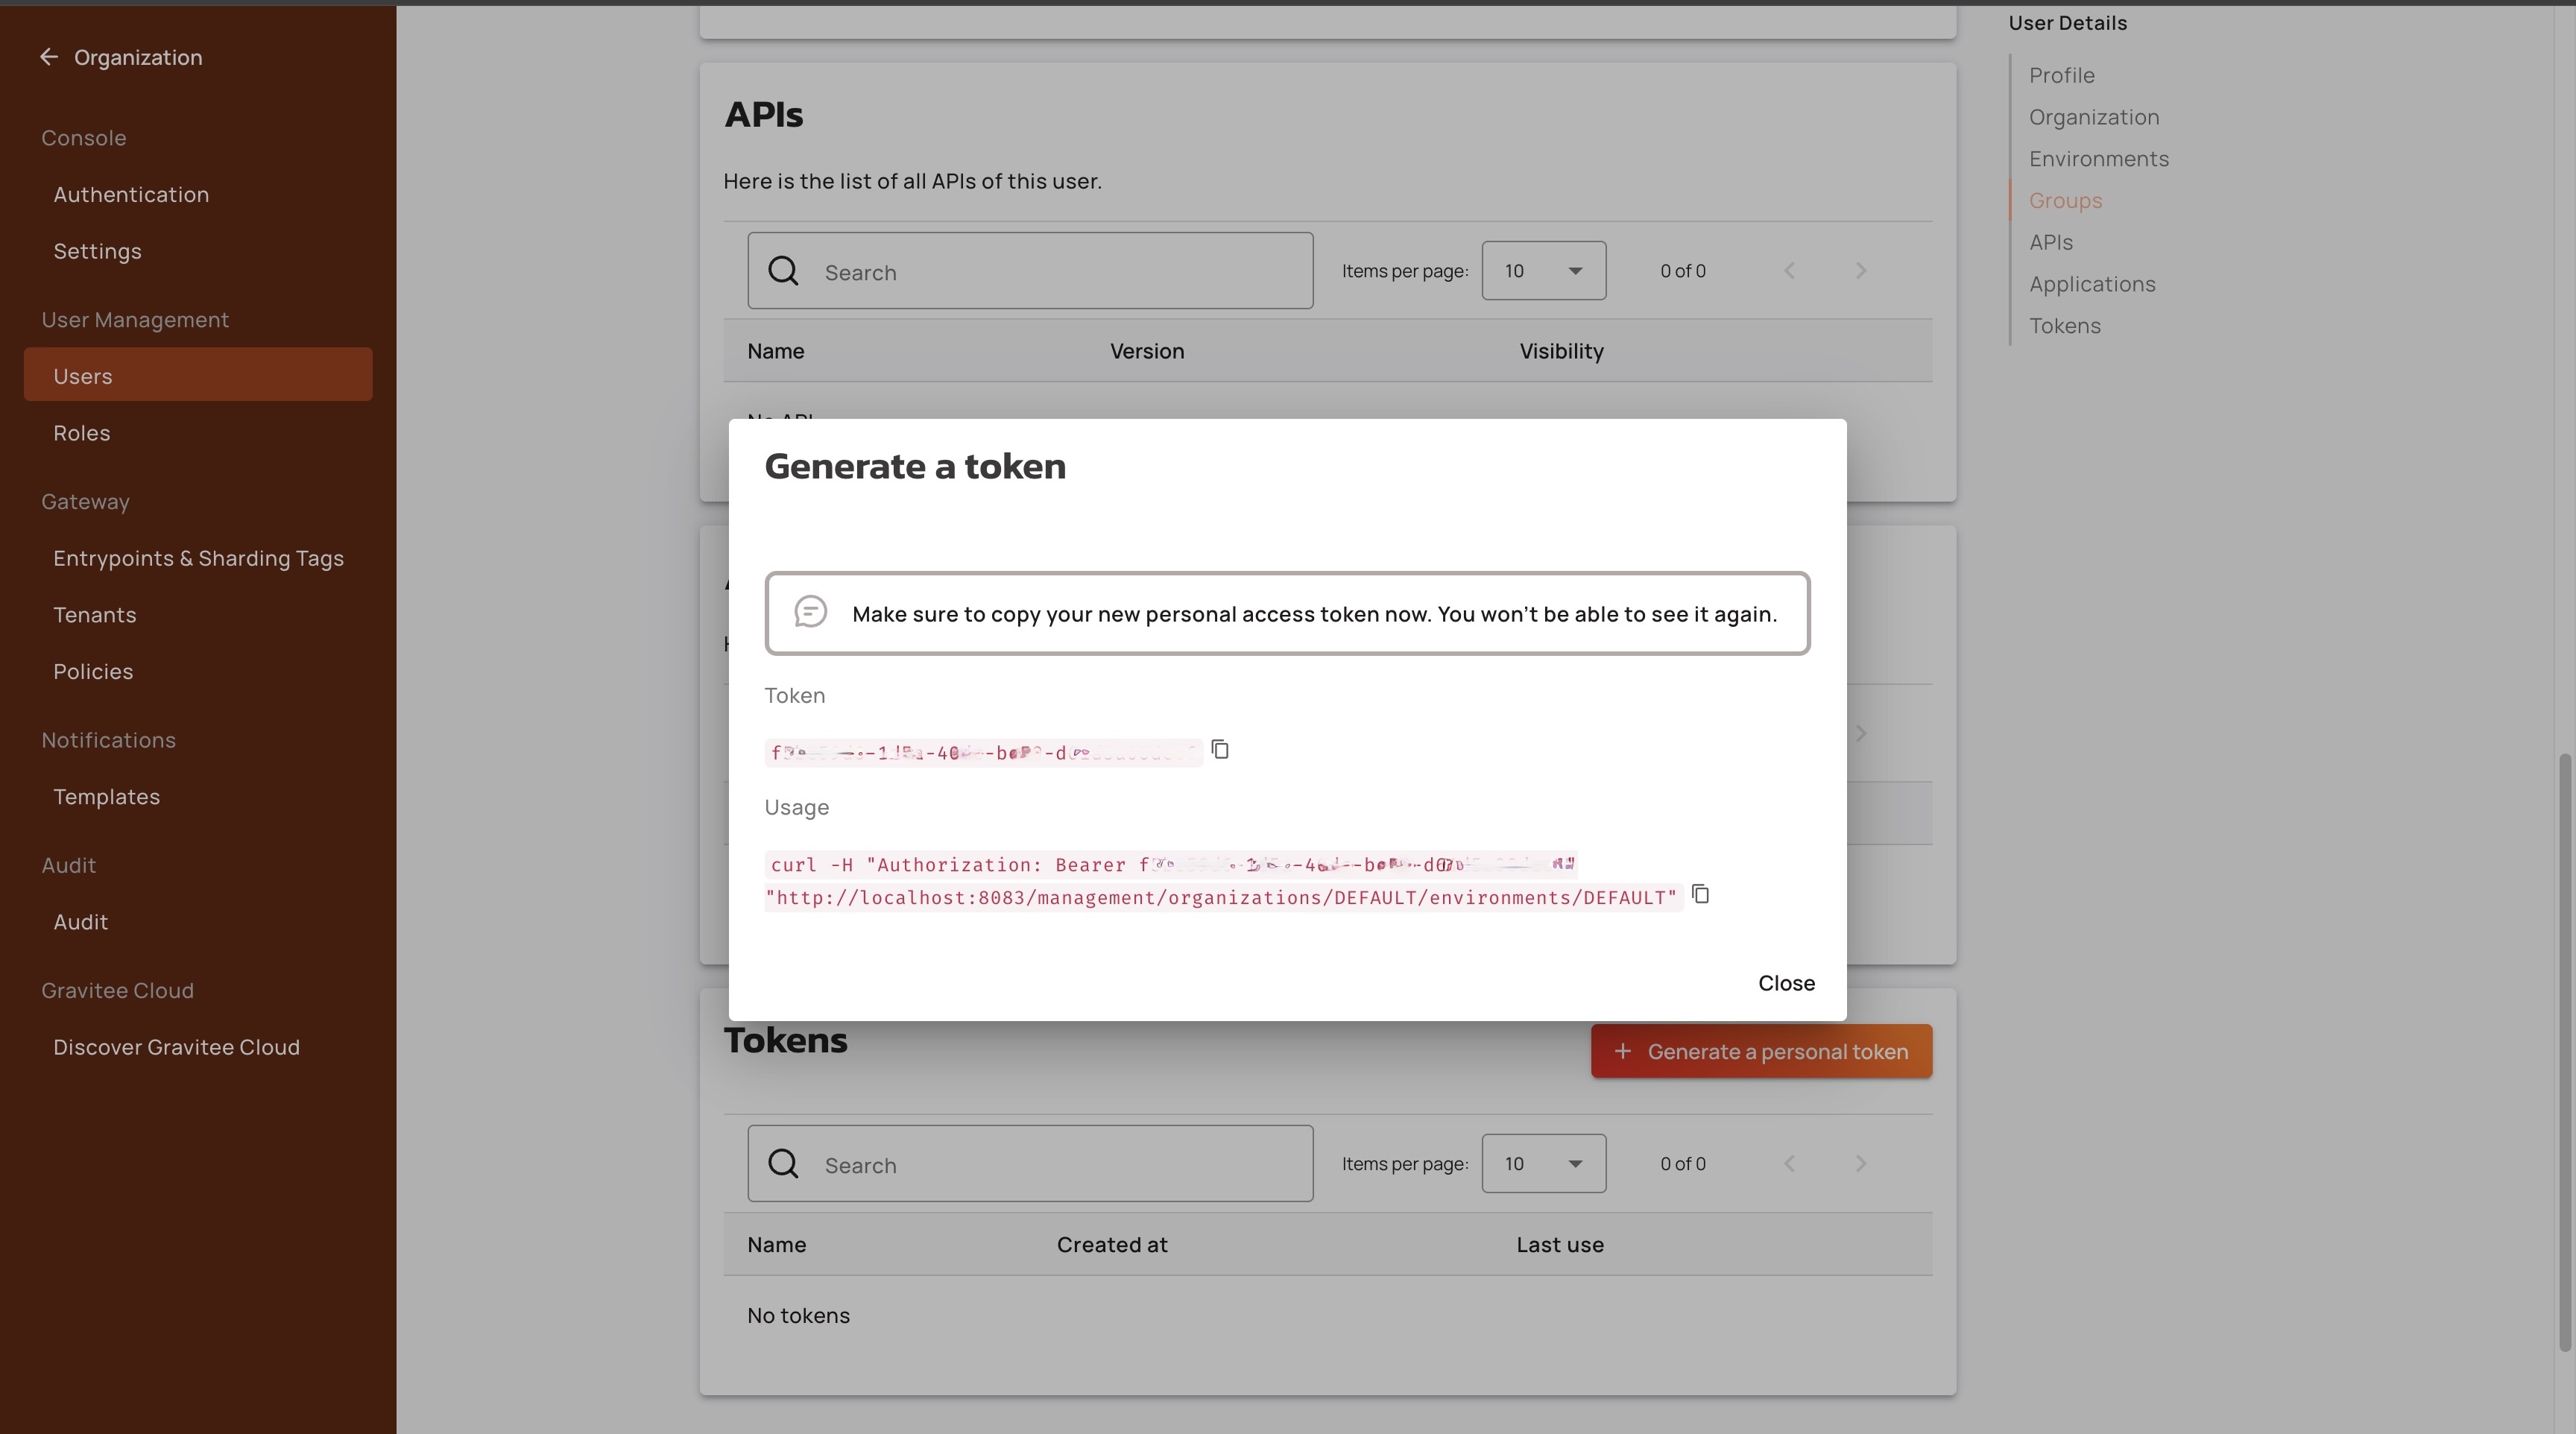 Organization
Console
Authentication
Settings
User Management
Users
Roles
Gateway
Entrypoints & Sharding Tags
Tenants
Policies
Notifications
Templates
Audit
Audit
Gravitee Cloud
Discover Gravitee Cloud
APIs
Here is the list of all APIs of this user.
Search
Items per page: 10 0 of 0
Name Version Visibility
Generate a token
Make sure to copy your new personal access token now. You won't be able to see it again.
Token
Usage
curl -H "Authorization: Bearer
"http://localhost:8083/management/organizations/DEFAULT/environments/DEFAULT"
Close
Tokens
+ Generate a personal token
Search
Items per page: 10 0 of 0
Name Created at Last use
No tokens
User Details
Profile
Organization
Environments
Groups
APIs
Applications
Tokens